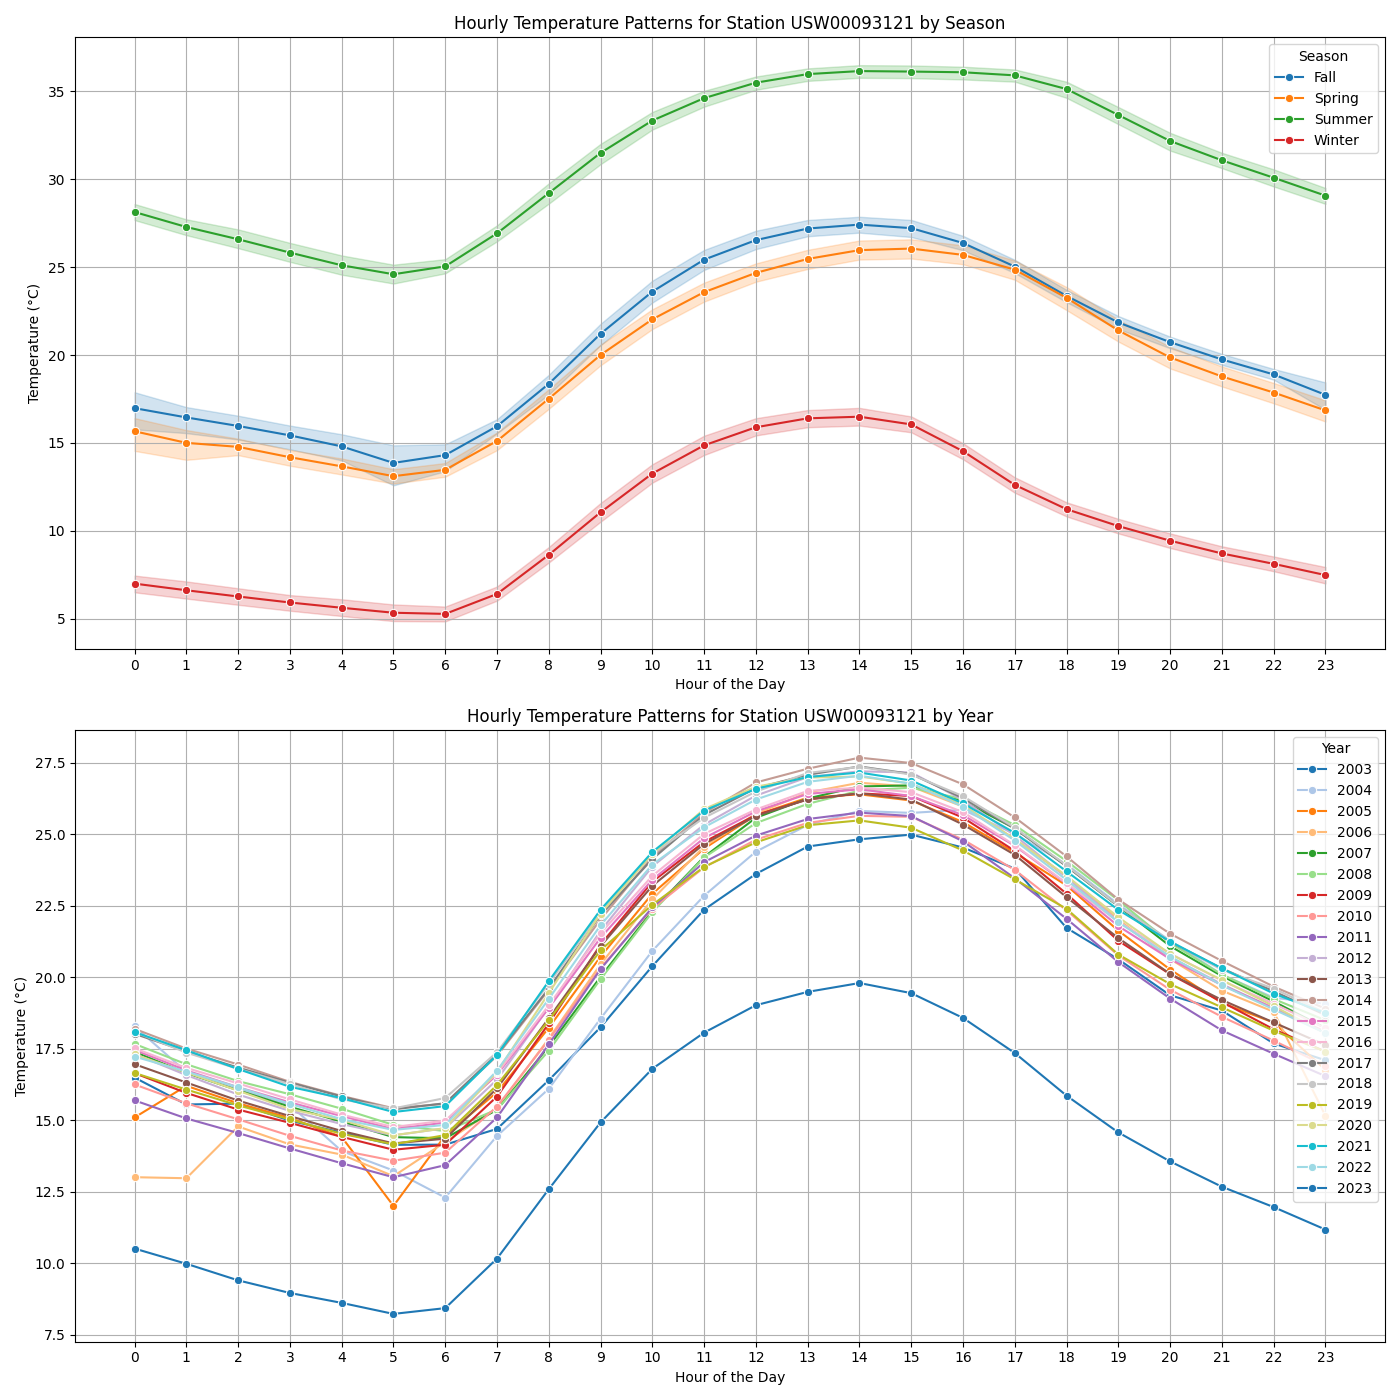 Hourly Temperature Patterns for Station USW00093121 by Season
Temperature (°C)
35
30
25
20
15
10
5
Season
Fall
Spring
Summer
Winter
0 1 2 3 4 5 6 7 8 9 10 11 12 13 14 15 16 17 18 19 20 21 22 23
Hour of the Day
Hourly Temperature Patterns for Station USW00093121 by Year
Temperature (°C)
27.5
25.0
22.5
20.0
17.5
15.0
12.5
10.0
7.5
Year
2003
2004
2005
2006
2007
2008
2009
2010
2011
2012
2013
2014
2015
2016
2017
2018
2019
2020
2021
2022
2023
0 1 2 3 4 5 6 7 8 9 10 11 12 13 14 15 16 17 18 19 20 21 22 23
Hour of the Day